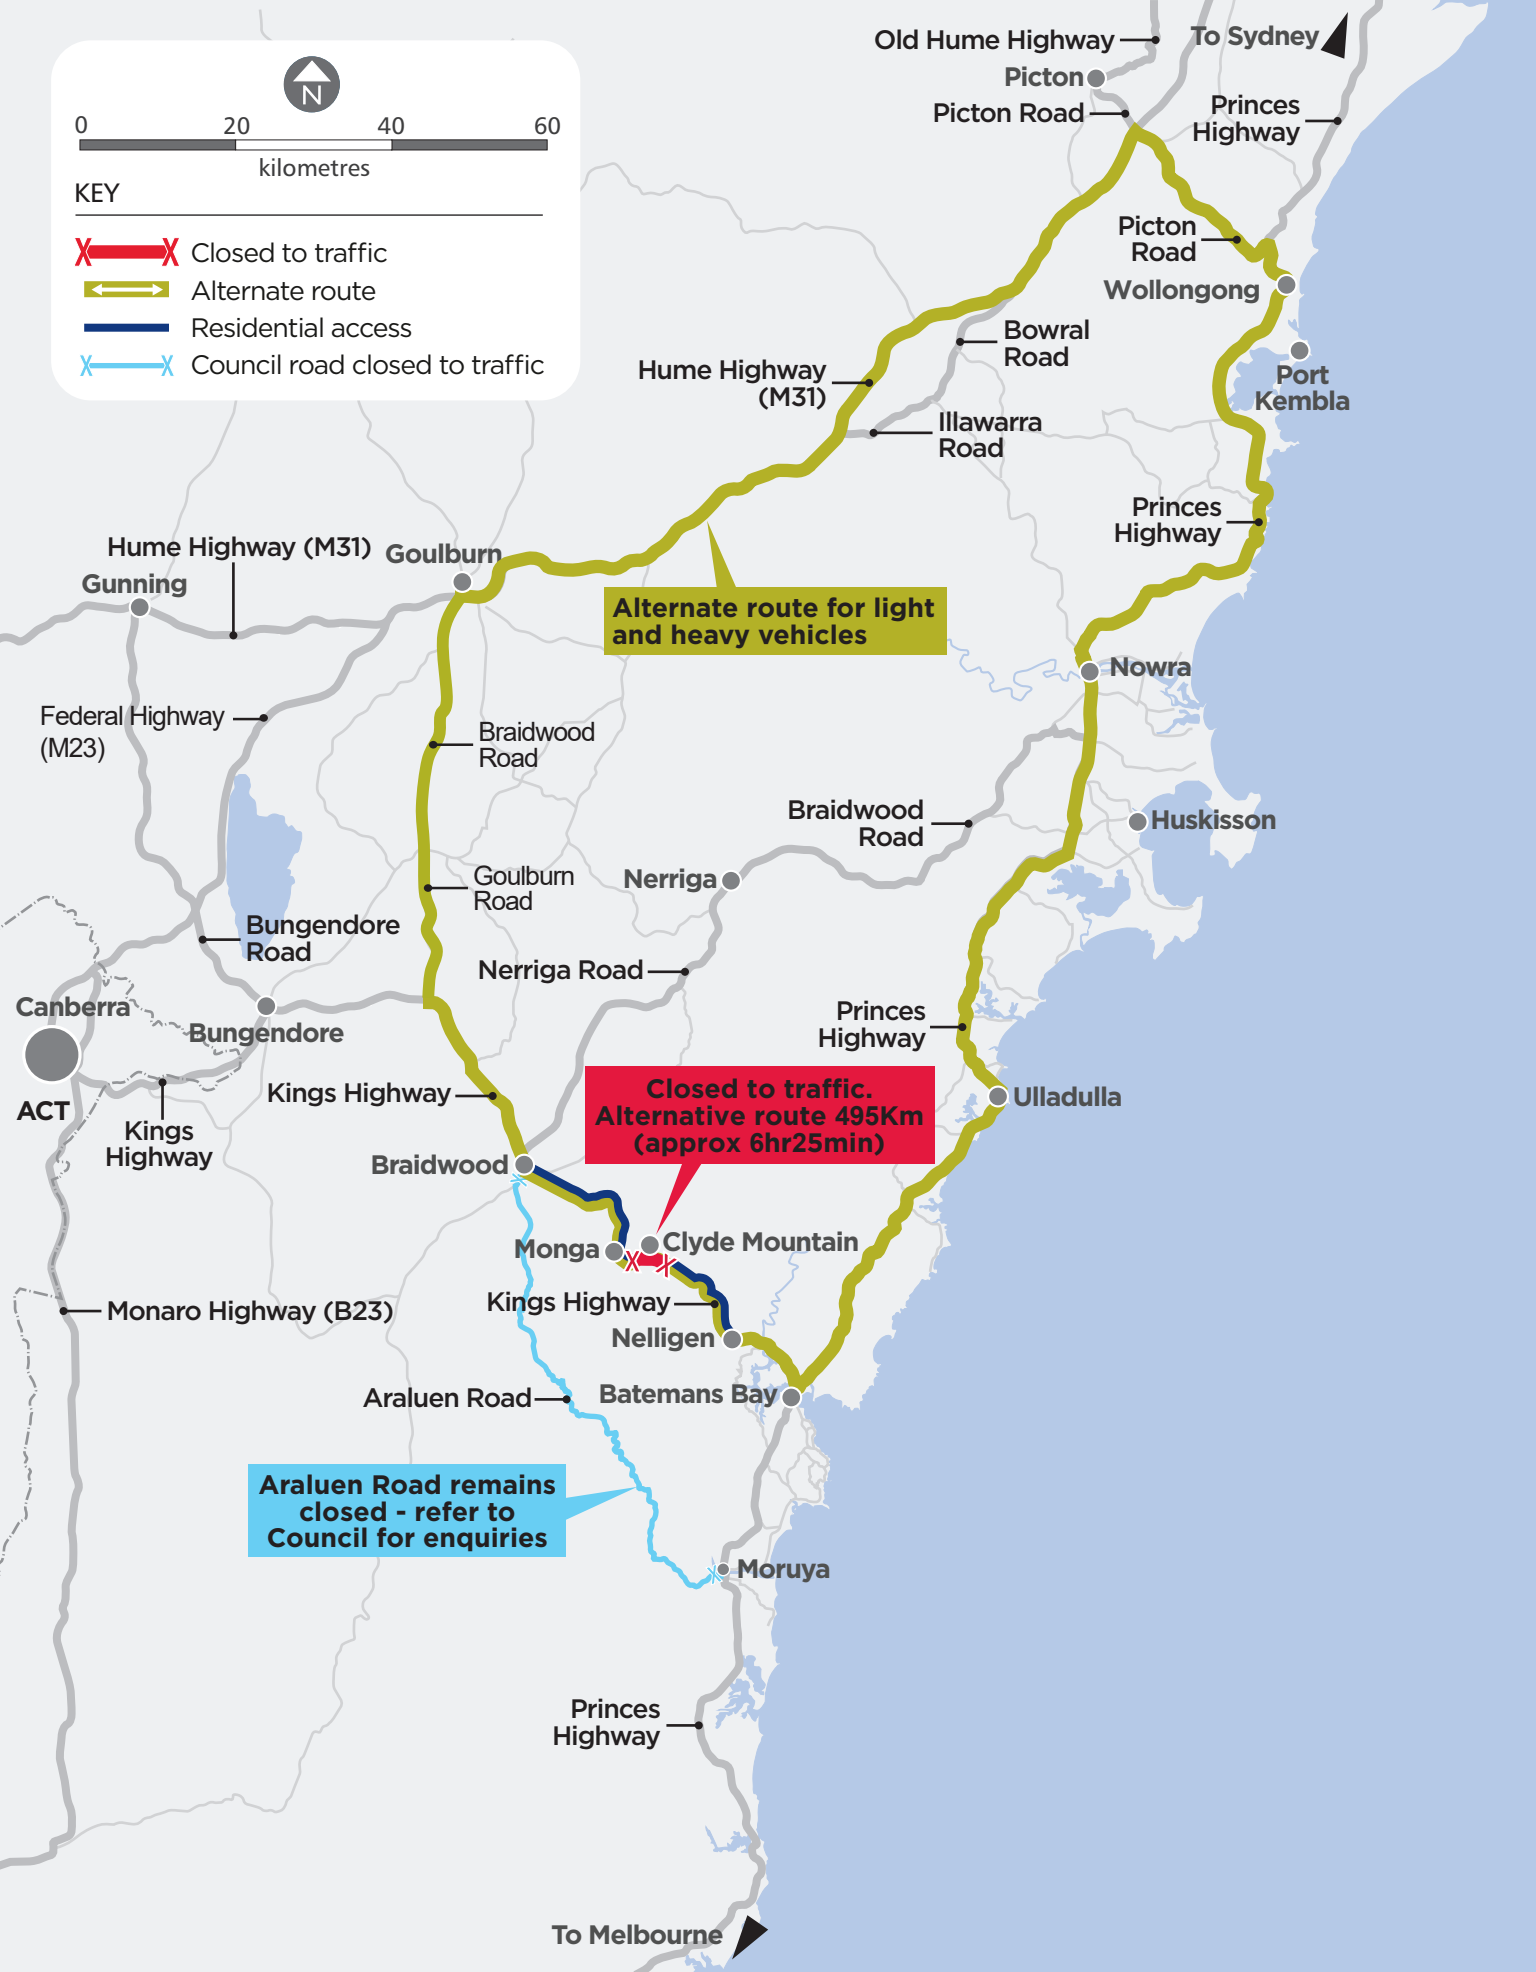 N
0 20 40 60
kilometres
KEY
Closed to traffic
Alternate route
Residential access
Council road closed to traffic
Old Hume Highway
To Sydney
Picton
Picton Road
Princes
Highway
Picton
Road
Wollongong
Bowral
Road
Port
Kembla
Hume Highway
(M31)
Illawarra
Road
Princes
Highway
Hume Highway (M31)
Goulburn
Gunning
Alternate route for light
and heavy vehicles
Nowra
Federal Highway
(M23)
Braidwood
Road
Braidwood
Road
Huskisson
Goulburn
Road
Nerriga
Bungendore
Road
Nerriga Road
Canberra
Bungendore
Princes
Highway
ACT
Kings
Highway
Kings Highway
Closed to traffic.
Alternative route 495Km
(approx 6hr25min)
Ulladulla
Braidwood
Monga
Clyde Mountain
Monaro Highway (B23)
Kings Highway
Nelligen
Araluen Road
Batemans Bay
Araluen Road remains
closed - refer to
Council for enquiries
Moruya
Princes
Highway
To Melbourne